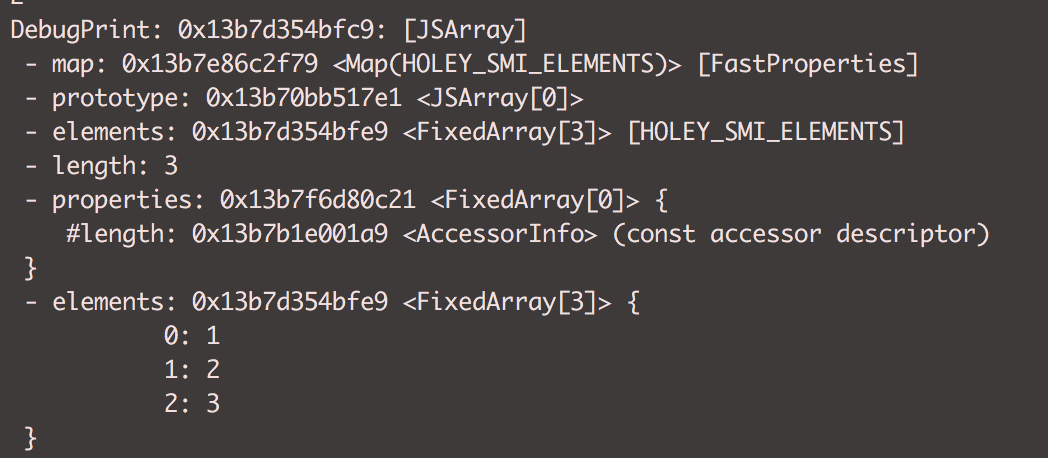 DebugPrint: 0x13b7d354bfc9: [JSArray]
- map: 0x13b7e86c2f79 <Map(HOLEY_SMI_ELEMENTS)> [FastProperties]
- prototype: 0x13b70bb517e1 <JSArray[0]>
- elements: 0x13b7d354bfe9 <FixedArray[3]> [HOLEY_SMI_ELEMENTS]
- length: 3
- properties: 0x13b7f6d80c21 <FixedArray[0]> {
#length: 0x13b7b1e001a9 <AccessorInfo> (const accessor descriptor)
}
- elements: 0x13b7d354bfe9 <FixedArray[3]> {
0: 1
1: 2
2: 3
}